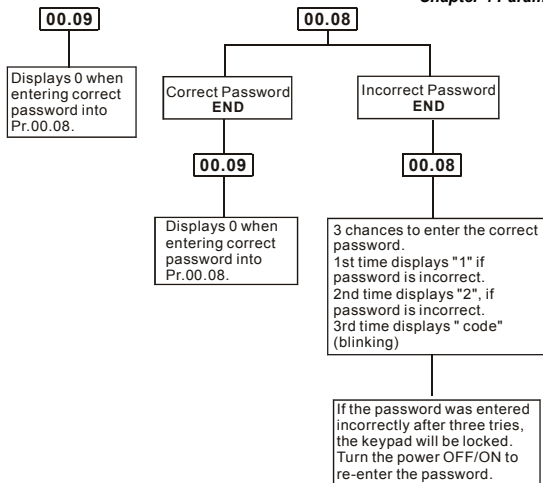 00.09
Displays 0 when
entering correct
password into
Pr.00.08.
00.08
Correct Password
END
00.09
Displays 0 when
entering correct
password into
Pr.00.08.
Incorrect Password
END
00.08
3 chances to enter the correct
password.
1st time displays "1" if
password is incorrect.
2nd time displays "2", if
password is incorrect.
3rd time displays " code"
(blinking)
If the password was entered
incorrectly after three tries,
the keypad will be locked.
Turn the power OFF/ON to
re-enter the password.